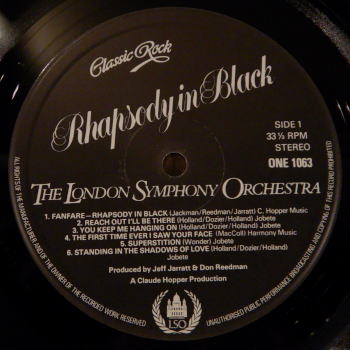 Classic Rock
Rhapsody in Black
SIDE 1
33 ⅓ RPM
STEREO
ONE 1063
THE LONDON SYMPHONY ORCHESTRA
1. FANFARE—RHAPSODY IN BLACK (Jackman/Reedman/Jarratt) C. Hopper Music
2. REACH OUT I'LL BE THERE (Holland/Dozier/Holland) Jobete
3. YOU KEEP ME HANGING ON (Holland/Dozier/Holland) Jobete
4. THE FIRST TIME EVER I SAW YOUR FACE (MacColl) Harmony Music
5. SUPERSTITION (Wonder) Jobete
6. STANDING IN THE SHADOWS OF LOVE (Holland/Dozier/Holland)
Jobete
Produced by Jeff Jarratt & Don Reedman
A Claude Hopper Production
LSO
ALL RIGHTS OF THE MANUFACTURER AND OF THE OWNER OF THE RECORDED WORK RESERVED
UNAUTHORISED PUBLIC PERFORMANCE BROADCASTING AND COPYING OF THIS RECORD PROHIBITED